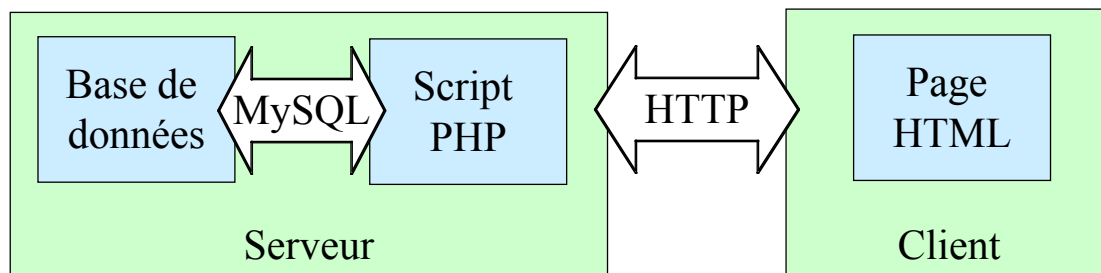 Base de
données
MySQL
Script
PHP
HTTP
Page
HTML
Serveur
Client